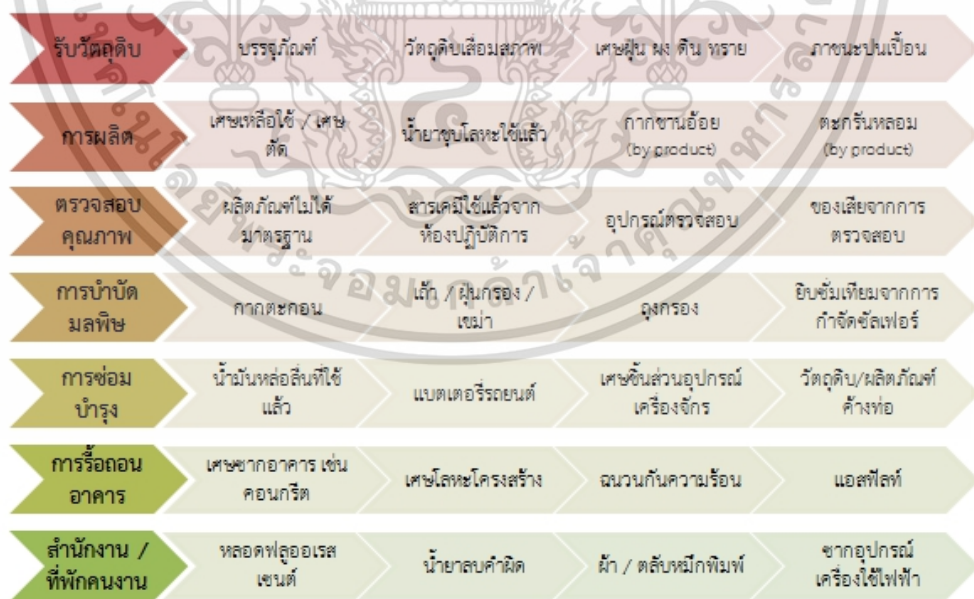 รับวัตถุดิบ
บรรจุภัณฑ์
วัตถุดิบเสื่อมสภาพ
เศษฝุ่น ผง ดิน ทราย
ภาชนะปนเปื้อน
การผลิต
เศษเหลือใช้ / เศษ
ตัด
น้ำยาชุบโลหะใช้แล้ว
กากชานอ้อย
(by product)
ตะกรันหลอม
(by product)
ตรวจสอบ
คุณภาพ
ผลิตภัณฑ์ไม่ได้
มาตรฐาน
สารเคมีใช้แล้วจาก
ห้องปฏิบัติการ
อุปกรณ์ตรวจสอบ
ของเสียจากการ
ตรวจสอบ
การบำบัด
มลพิษ
กากตะกอน
เถ้า / ฝุ่นกรอง /
เขม่า
ถุงกรอง
ยิบซั่มเทียมจากการ
กำจัดซัลเฟอร์
การซ่อม
บำรุง
น้ำมันหล่อลื่นที่ใช้
แล้ว
แบตเตอรี่รถยนต์
เศษชิ้นส่วนอุปกรณ์
เครื่องจักร
วัตถุดิบ/ผลิตภัณฑ์
ค้างท่อ
การรื้อถอน
อาคาร
เศษซากอาคาร เช่น
คอนกรีต
เศษโลหะโครงสร้าง
ฉนวนกันความร้อน
แอสฟัลท์
สำนักงาน /
ที่พักคนงาน
หลอดฟลูออเรส
เซนต์
น้ำยาลบคำผิด
ผ้า / ตลับหมึกพิมพ์
ซากอุปกรณ์
เครื่องใช้ไฟฟ้า